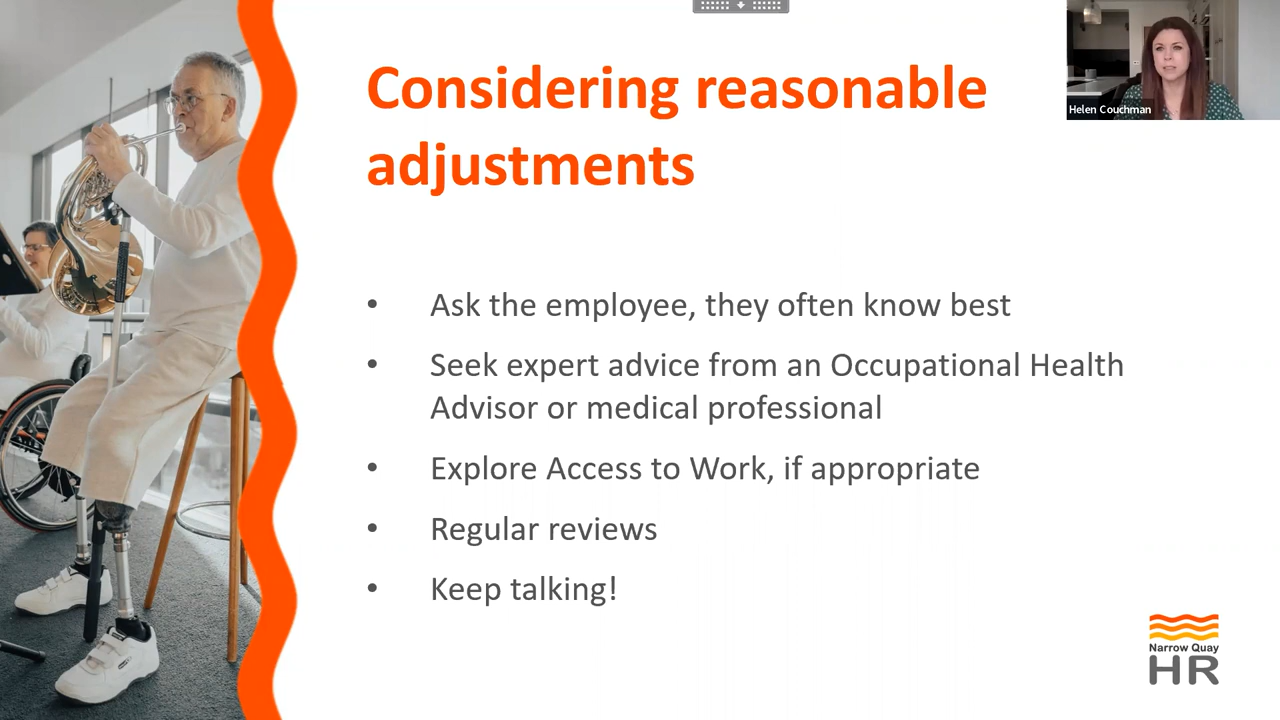 Considering reasonable
adjustments
Helen Couchman
• Ask the employee, they often know best
• Seek expert advice from an Occupational Health
Advisor or medical professional
• Explore Access to Work, if appropriate
• Regular reviews
• Keep talking!
Narrow Quay
HR